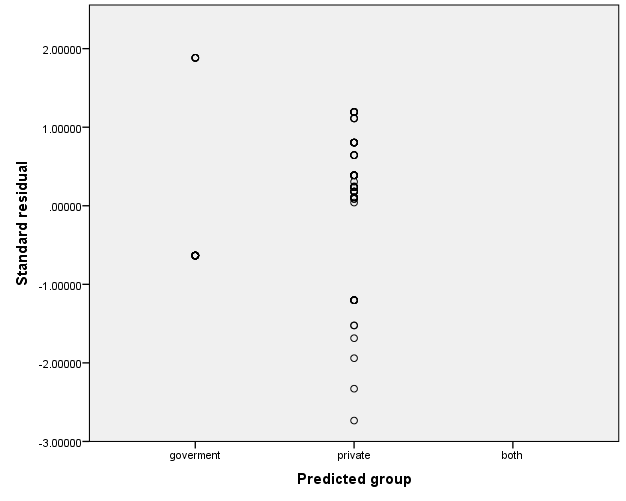 2.00000
1.00000
.00000
-1.00000
-2.00000
-3.00000
Standard residual
goverment private both
Predicted group